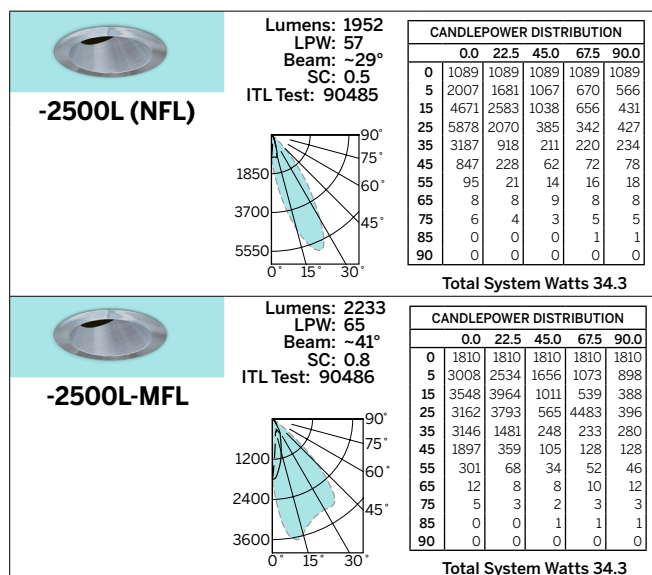 -2500L (NFL)
Lumens: 1952
LPW: 57
Beam: ~29°
SC: 0.5
ITL Test: 90485
90°
75°
60°
45°
1850
3700
5550
0° 15° 30°
CANDLEPOWER DISTRIBUTION
0.0 22.5 45.0 67.5 90.0
0 1089 1089 1089 1089 1089
5 2007 1681 1067 670 566
15 4671 2583 1038 656 431
25 5878 2070 385 342 427
35 3187 918 211 220 234
45 847 228 62 72 78
55 95 21 14 16 18
65 8 8 9 8 8
75 6 4 3 5 5
85 0 0 0 1 1
90 0 0 0 0 0
Total System Watts 34.3
-2500L-MFL
Lumens: 2233
LPW: 65
Beam: ~41°
SC: 0.8
ITL Test: 90486
90°
75°
60°
45°
1200
2400
3600
0° 15° 30°
CANDLEPOWER DISTRIBUTION
0.0 22.5 45.0 67.5 90.0
0 1810 1810 1810 1810 1810
5 3008 2534 1656 1073 898
15 3548 3964 1011 539 388
25 3162 3793 565 4483 396
35 3146 1481 248 233 280
45 1897 359 105 128 128
55 301 68 34 52 46
65 12 8 8 10 12
75 5 3 2 3 3
85 0 0 1 1 1
90 0 0 0 0 0
Total System Watts 34.3